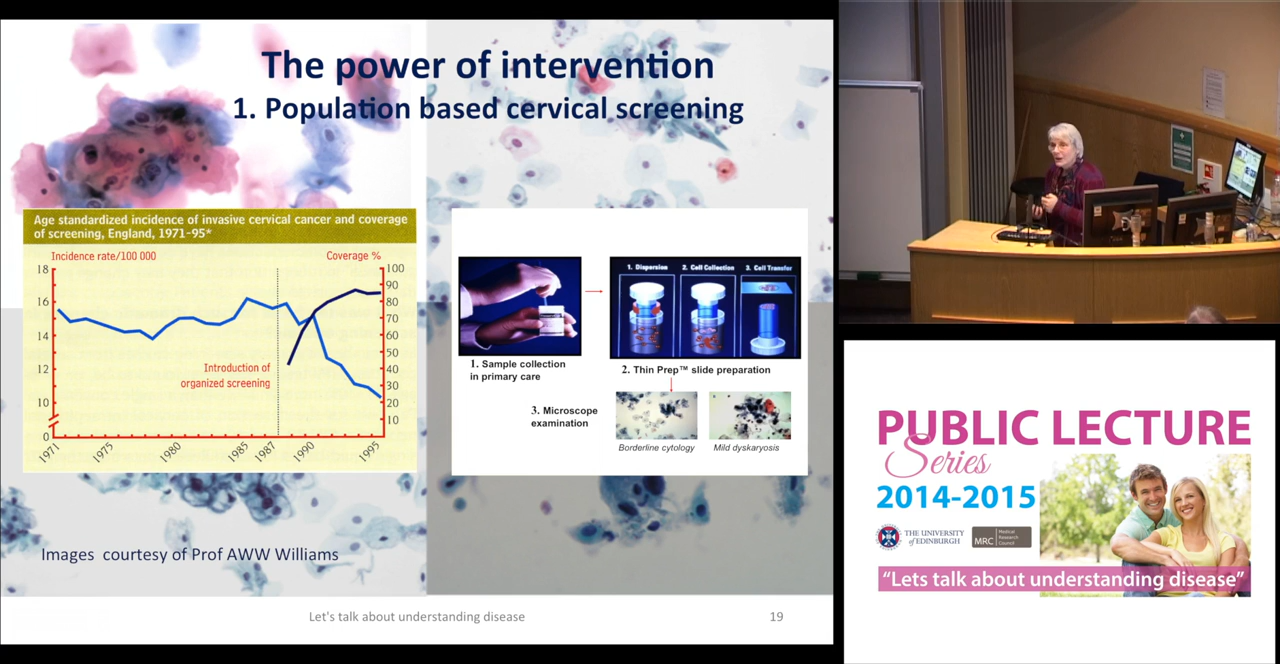 The power of intervention
1. Population based cervical screening
Age standardized incidence of invasive cervical cancer and coverage
of screening, England, 1971-95*
Incidence rate/100 000
Coverage %
18
16
14
12
10
0
100
90
80
70
60
50
40
30
20
10
Introduction of
organized screening
1971
1975
1980
1985
1987
1990
1995
1. Dispersion
2. Cell Collection
3. Cell Transfer
1. Sample collection
in primary care
2. Thin Prep™ slide preparation
3. Microscope
examination
Borderline cytology
Mild dyskaryosis
Images courtesy of Prof AWW Williams
Let's talk about understanding disease
19
PUBLIC LECTURE
Series
2014-2015
THE UNIVERSITY
of EDINBURGH
MRC
Medical
Research
Council
“Lets talk about understanding disease”